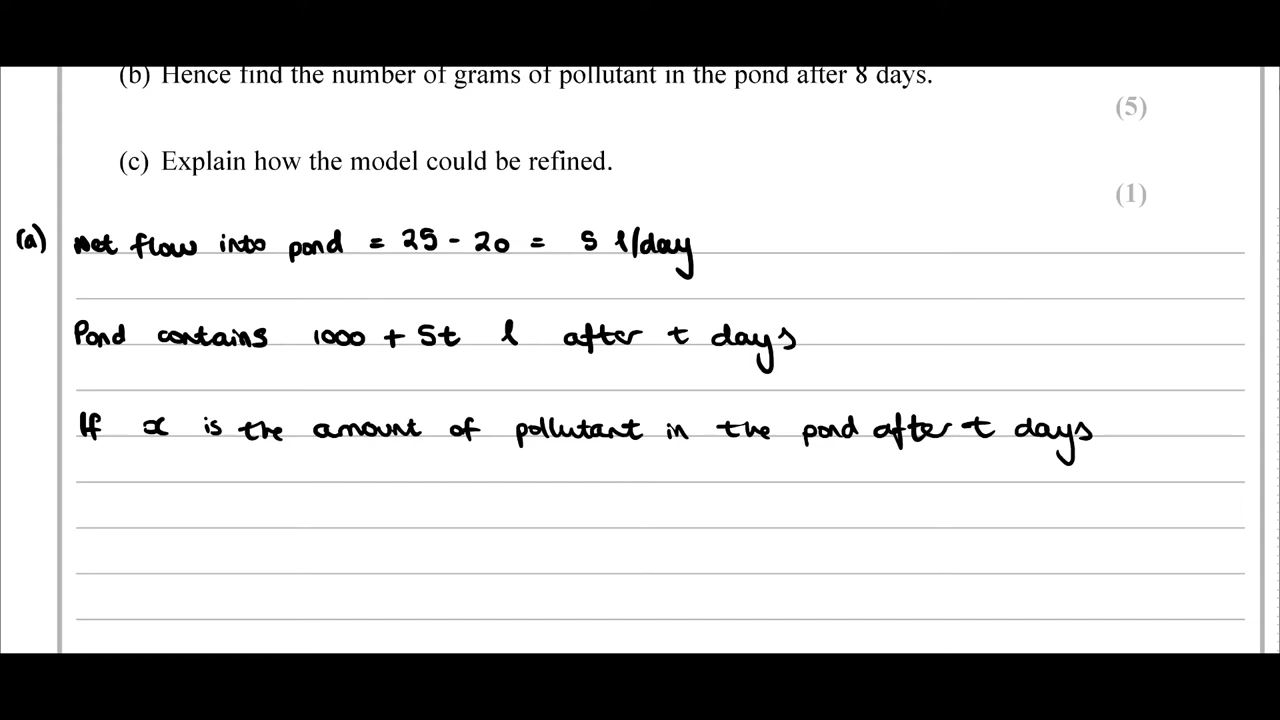 (b) Hence find the number of grams of pollutant in the pond after 8 days.
(5)
(c) Explain how the model could be refined.
(1)
(a) Net flow into pond = 25 - 20 = 5 l/day
Pond contains 1000 + 5t l after t days
If x is the amount of pollutant in the pond after t days